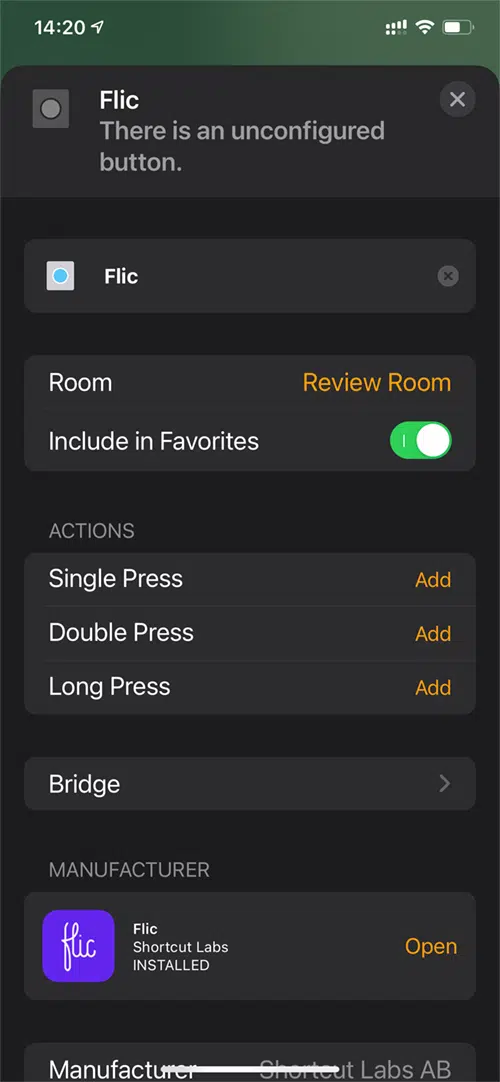 14:20
Flic
There is an unconfigured
button.
Flic
Room Review Room
Include in Favorites
ACTIONS
Single Press Add
Double Press Add
Long Press Add
Bridge
MANUFACTURER
flic
Flic
Shortcut Labs
INSTALLED
Open
Manufacturer Shortcut Labs AB